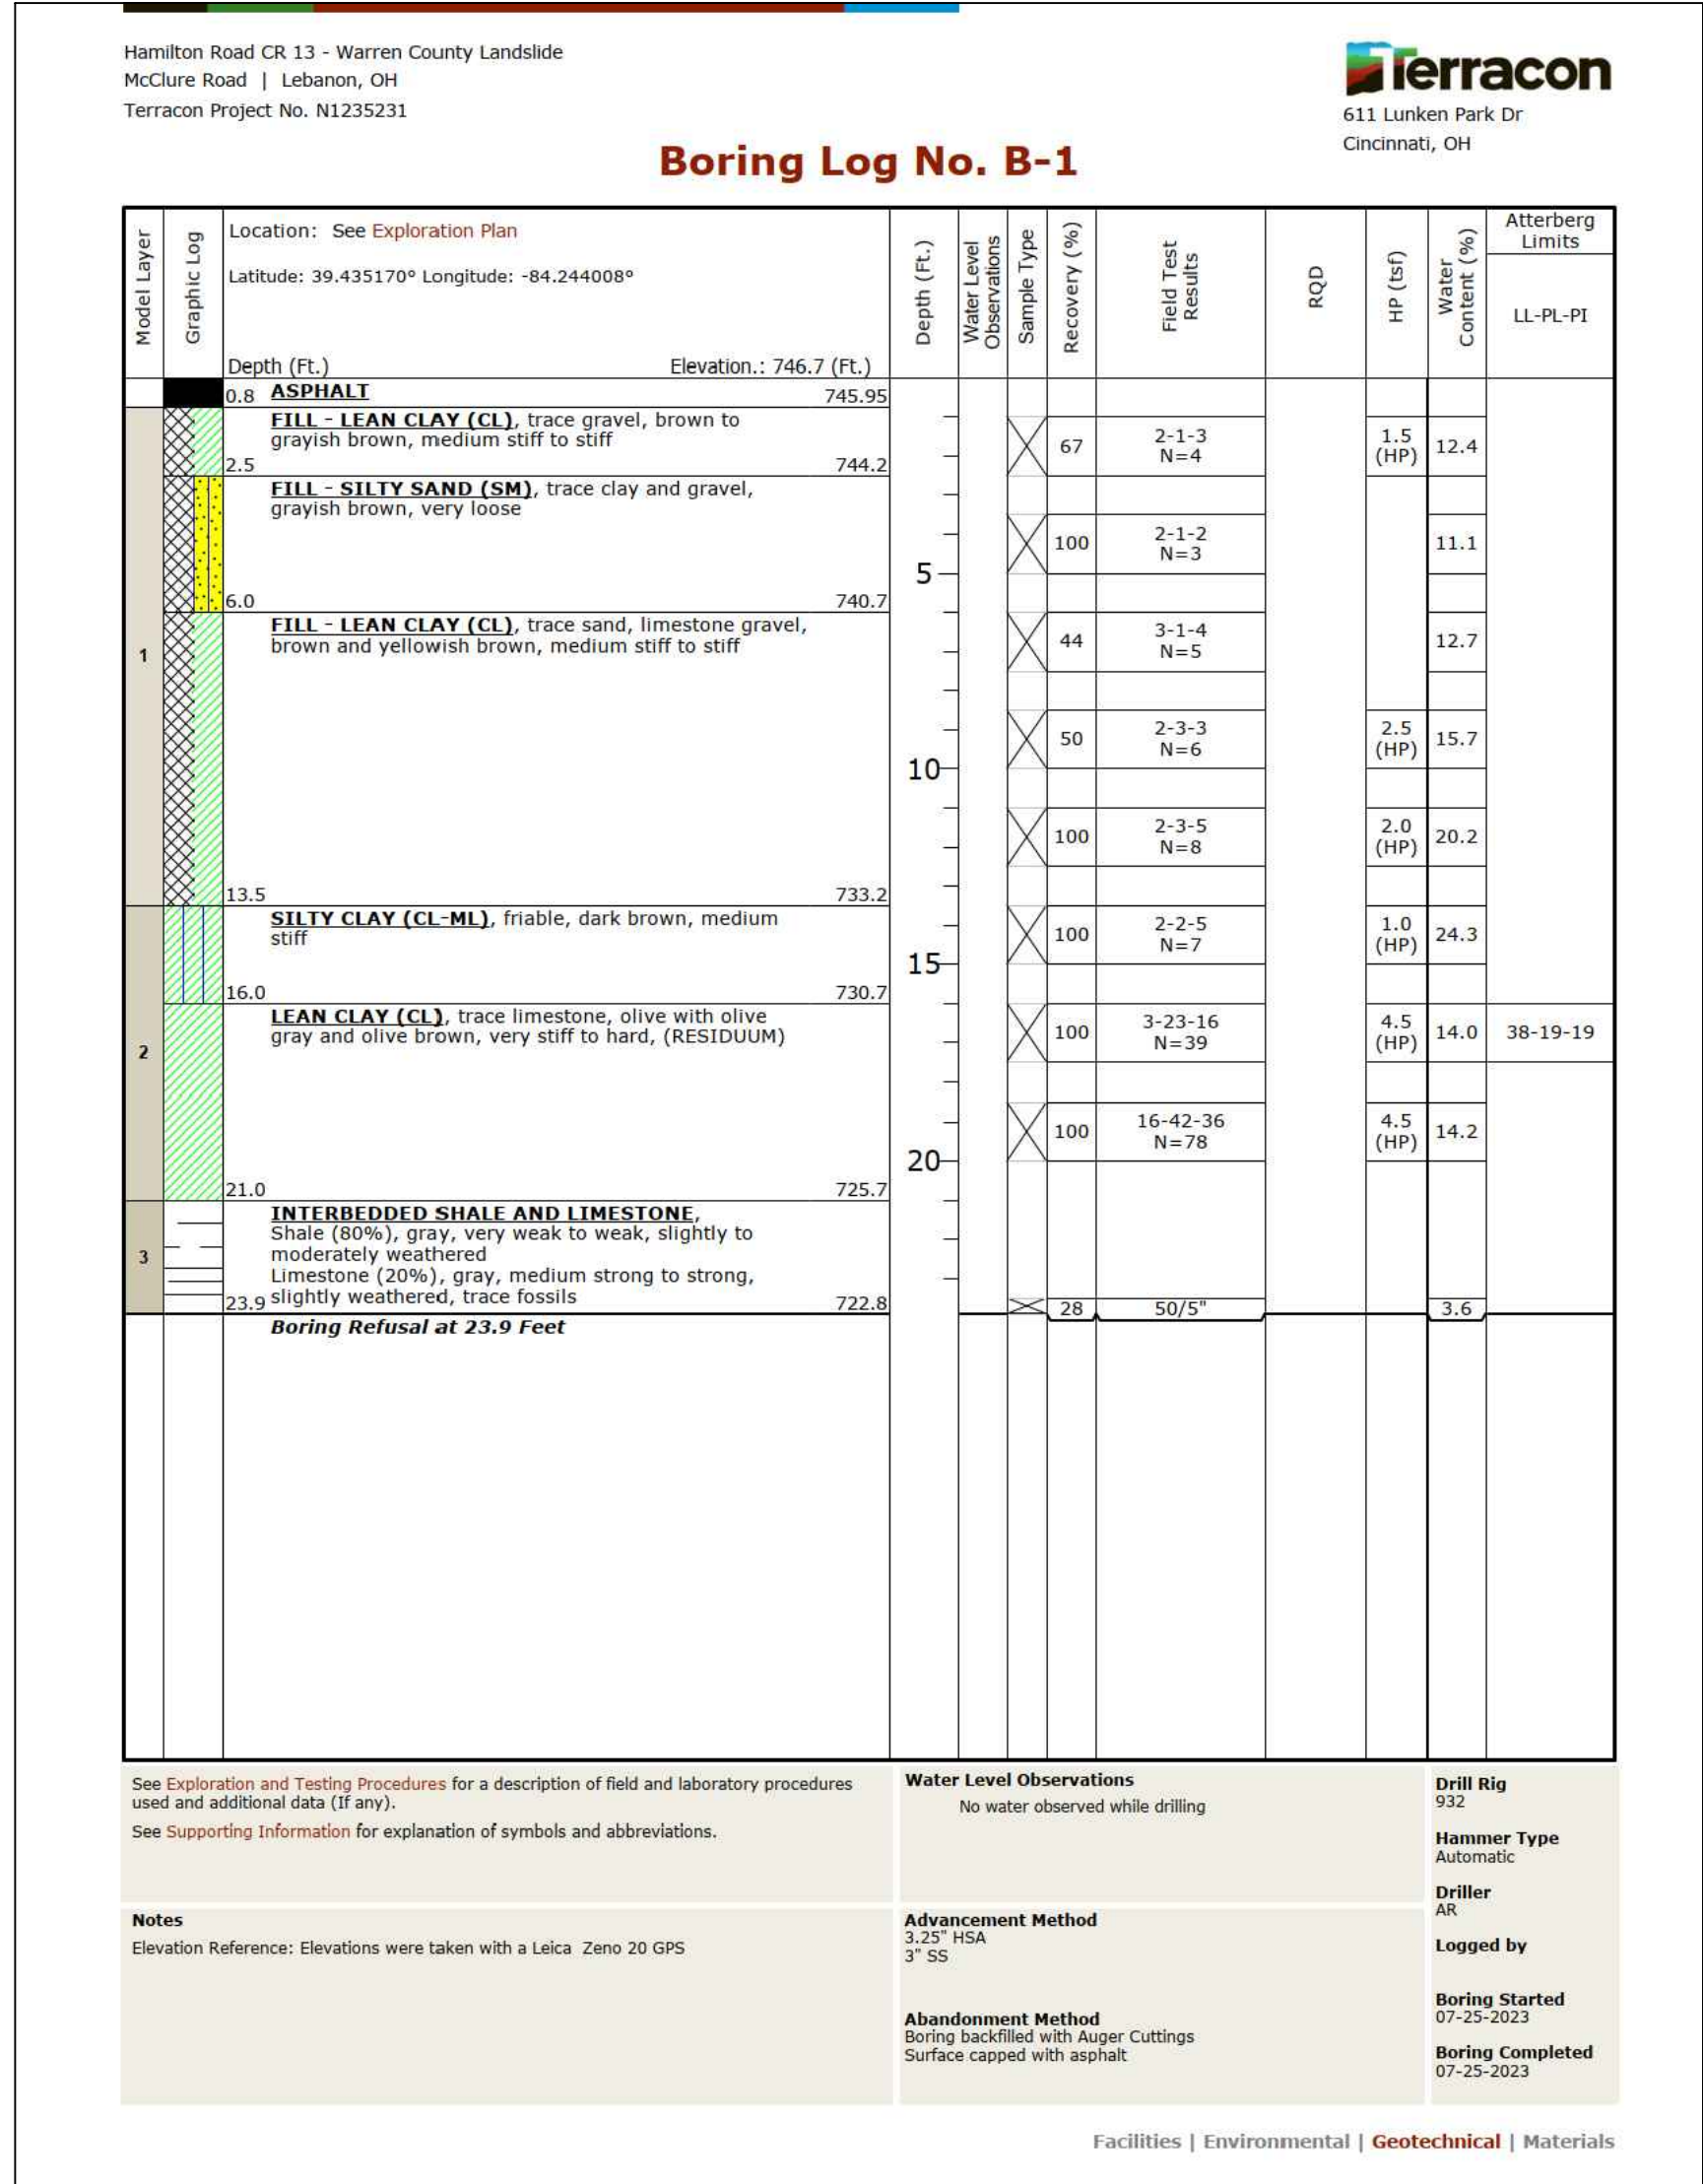 Hamilton Road CR 13 - Warren County Landslide
McClure Road | Lebanon, OH
Terracon Project No. N1235231
Terracon
611 Lunken Park Dr
Cincinnati, OH
Boring Log No. B-1
Model Layer
Graphic Log
Location: See Exploration Plan
Latitude: 39.435170° Longitude: -84.244008°
Depth (Ft.) Elevation.: 746.7 (Ft.)
Depth (Ft.)
Water Level
Observations
Sample Type
Recovery (%)
Field Test
Results
RQD
HP (tsf)
Water
Content (%)
Atterberg
Limits
LL-PL-PI
0.8 ASPHALT 745.95
1
FILL - LEAN CLAY (CL), trace gravel, brown to
grayish brown, medium stiff to stiff
2.5 744.2
67 2-1-3 N=4 1.5 (HP) 12.4
FILL - SILTY SAND (SM), trace clay and gravel,
grayish brown, very loose
100 2-1-2 N=3 11.1
5
6.0 740.7
FILL - LEAN CLAY (CL), trace sand, limestone gravel,
brown and yellowish brown, medium stiff to stiff
44 3-1-4 N=5 12.7
50 2-3-3 N=6 2.5 (HP) 15.7
10
100 2-3-5 N=8 2.0 (HP) 20.2
13.5 733.2
2
SILTY CLAY (CL-ML), friable, dark brown, medium
stiff
100 2-2-5 N=7 1.0 (HP) 24.3
15
16.0 730.7
LEAN CLAY (CL), trace limestone, olive with olive
gray and olive brown, very stiff to hard, (RESIDUUM)
100 3-23-16 N=39 4.5 (HP) 14.0 38-19-19
100 16-42-36 N=78 4.5 (HP) 14.2
20
21.0 725.7
3
INTERBEDDED SHALE AND LIMESTONE,
Shale (80%), gray, very weak to weak, slightly to
moderately weathered
Limestone (20%), gray, medium strong to strong,
slightly weathered, trace fossils
23.9 722.8
28 50/5" 3.6
Boring Refusal at 23.9 Feet
See Exploration and Testing Procedures for a description of field and laboratory procedures
used and additional data (If any).
See Supporting Information for explanation of symbols and abbreviations.
Water Level Observations
No water observed while drilling
Drill Rig
932
Hammer Type
Automatic
Driller
AR
Logged by
Boring Started
07-25-2023
Boring Completed
07-25-2023
Notes
Elevation Reference: Elevations were taken with a Leica Zeno 20 GPS
Advancement Method
3.25" HSA
3" SS
Abandonment Method
Boring backfilled with Auger Cuttings
Surface capped with asphalt
Facilities | Environmental | Geotechnical | Materials